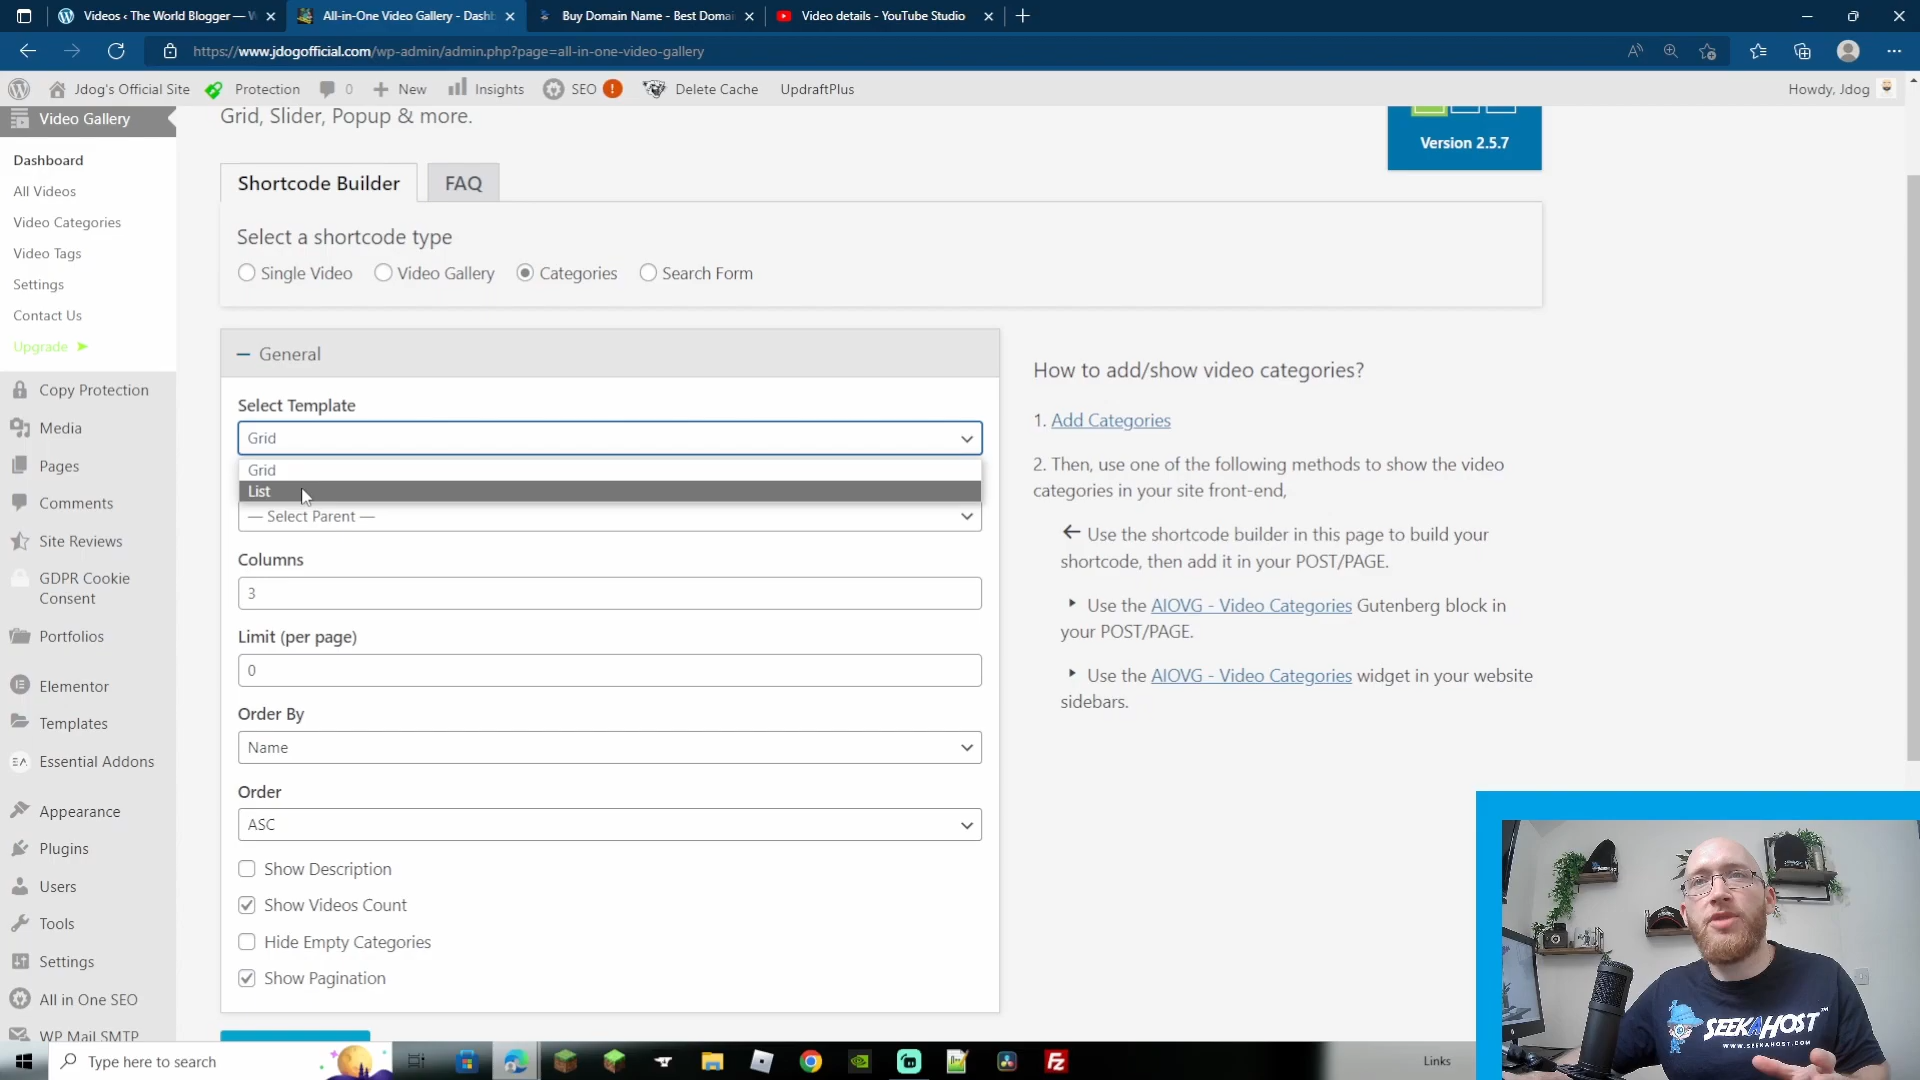 Videos ‹ The World Blogger — W
All-in-One Video Gallery - Dashb
Buy Domain Name - Best Domai
Video details - YouTube Studio
https://www.jdogofficial.com/wp-admin/admin.php?page=all-in-one-video-gallery
Jdog's Official Site
Protection
0
New
Insights
SEO
!
Delete Cache
UpdraftPlus
Howdy, Jdog
Video Gallery
Dashboard
All Videos
Video Categories
Video Tags
Settings
Contact Us
Upgrade ➤
Copy Protection
Media
Pages
Comments
Site Reviews
GDPR Cookie
Consent
Portfolios
Elementor
Templates
Essential Addons
Appearance
Plugins
Users
Tools
Settings
All in One SEO
WP Mail SMTP
Grid, Slider, Popup & more.
Version 2.5.7
Shortcode Builder
FAQ
Select a shortcode type
Single Video
Video Gallery
Categories
Search Form
General
Select Template
Grid
Grid
List
— Select Parent —
Columns
3
Limit (per page)
0
Order By
Name
Order
ASC
Show Description
Show Videos Count
Hide Empty Categories
Show Pagination
How to add/show video categories?
1. Add Categories
2. Then, use one of the following methods to show the video
categories in your site front-end,
Use the shortcode builder in this page to build your
shortcode, then add it in your POST/PAGE.
Use the AIOVG - Video Categories Gutenberg block in
your POST/PAGE.
Use the AIOVG - Video Categories widget in your website
sidebars.
SEEKAHOST™
WWW.SEEKAHOST.COM
Type here to search
Fz
Links